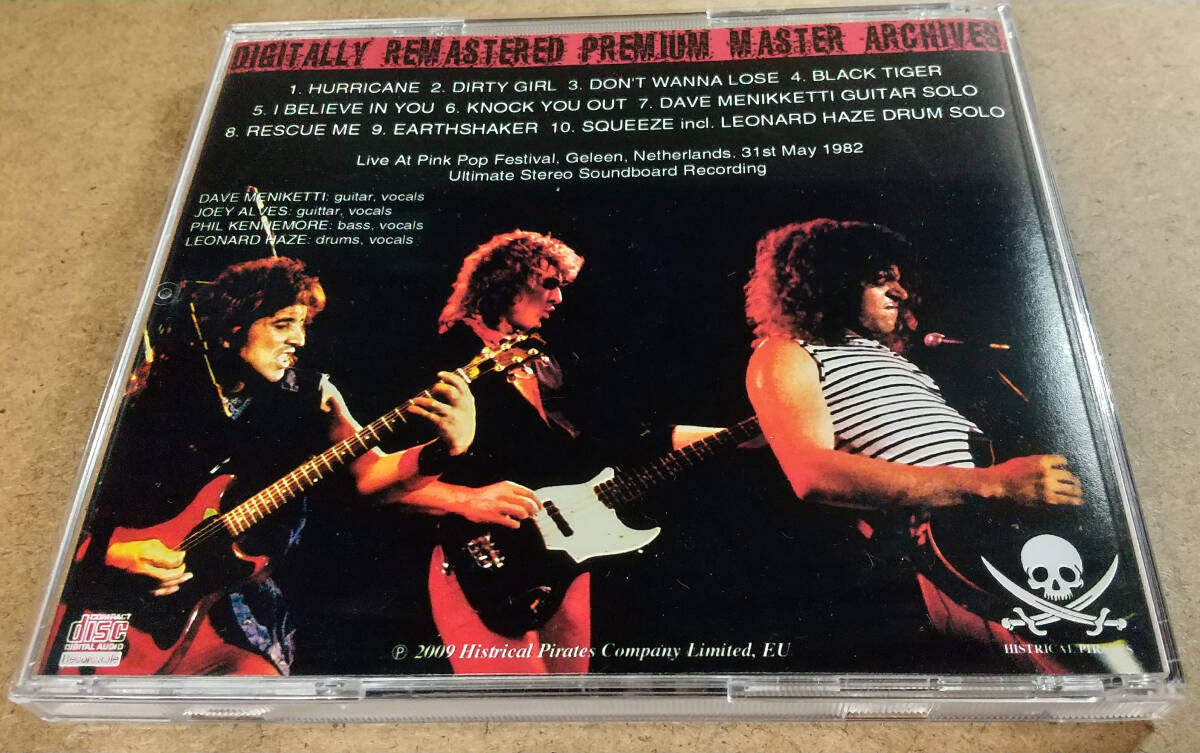 DIGITALLY REMASTERED PREMIUM MASTER ARCHIVES
1. HURRICANE 2. DIRTY GIRL 3. DON'T WANNA LOSE 4. BLACK TIGER
5. I BELIEVE IN YOU 6. KNOCK YOU OUT 7. DAVE MENIKKETTI GUITAR SOLO
8. RESCUE ME 9. EARTHSHAKER 10. SQUEEZE incl. LEONARD HAZE DRUM SOLO
Live At Pink Pop Festival, Geleen, Netherlands. 31st May 1982
Ultimate Stereo Soundboard Recording
DAVE MENIKETTI: guitar, vocals
JOEY ALVES: guittar, vocals
PHIL KENNEMORE: bass, vocals
LEONARD HAZE: drums, vocals
COMPACT
disc
DIGITAL AUDIO
Recordable
Ⓟ 2009 Histrical Pirates Company Limited, EU
HISTRICAL PIRATES